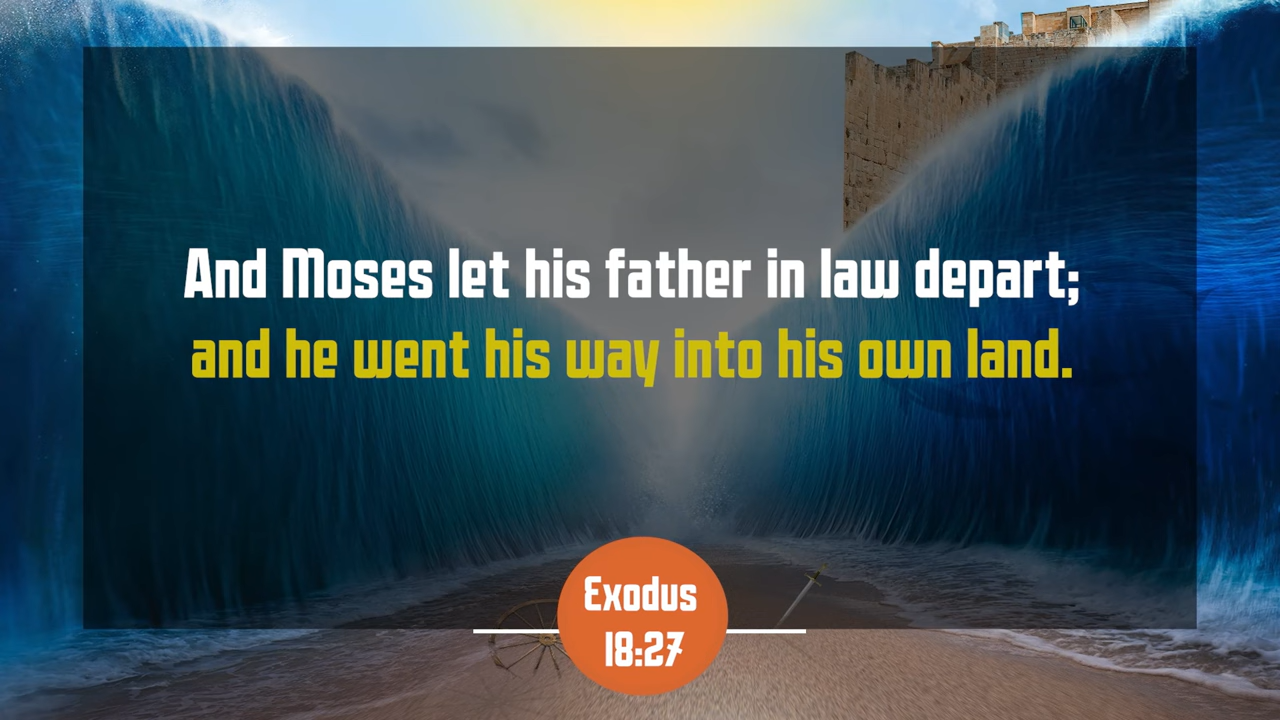 And Moses let his father in law depart;
and he went his way into his own land.
Exodus
18:27